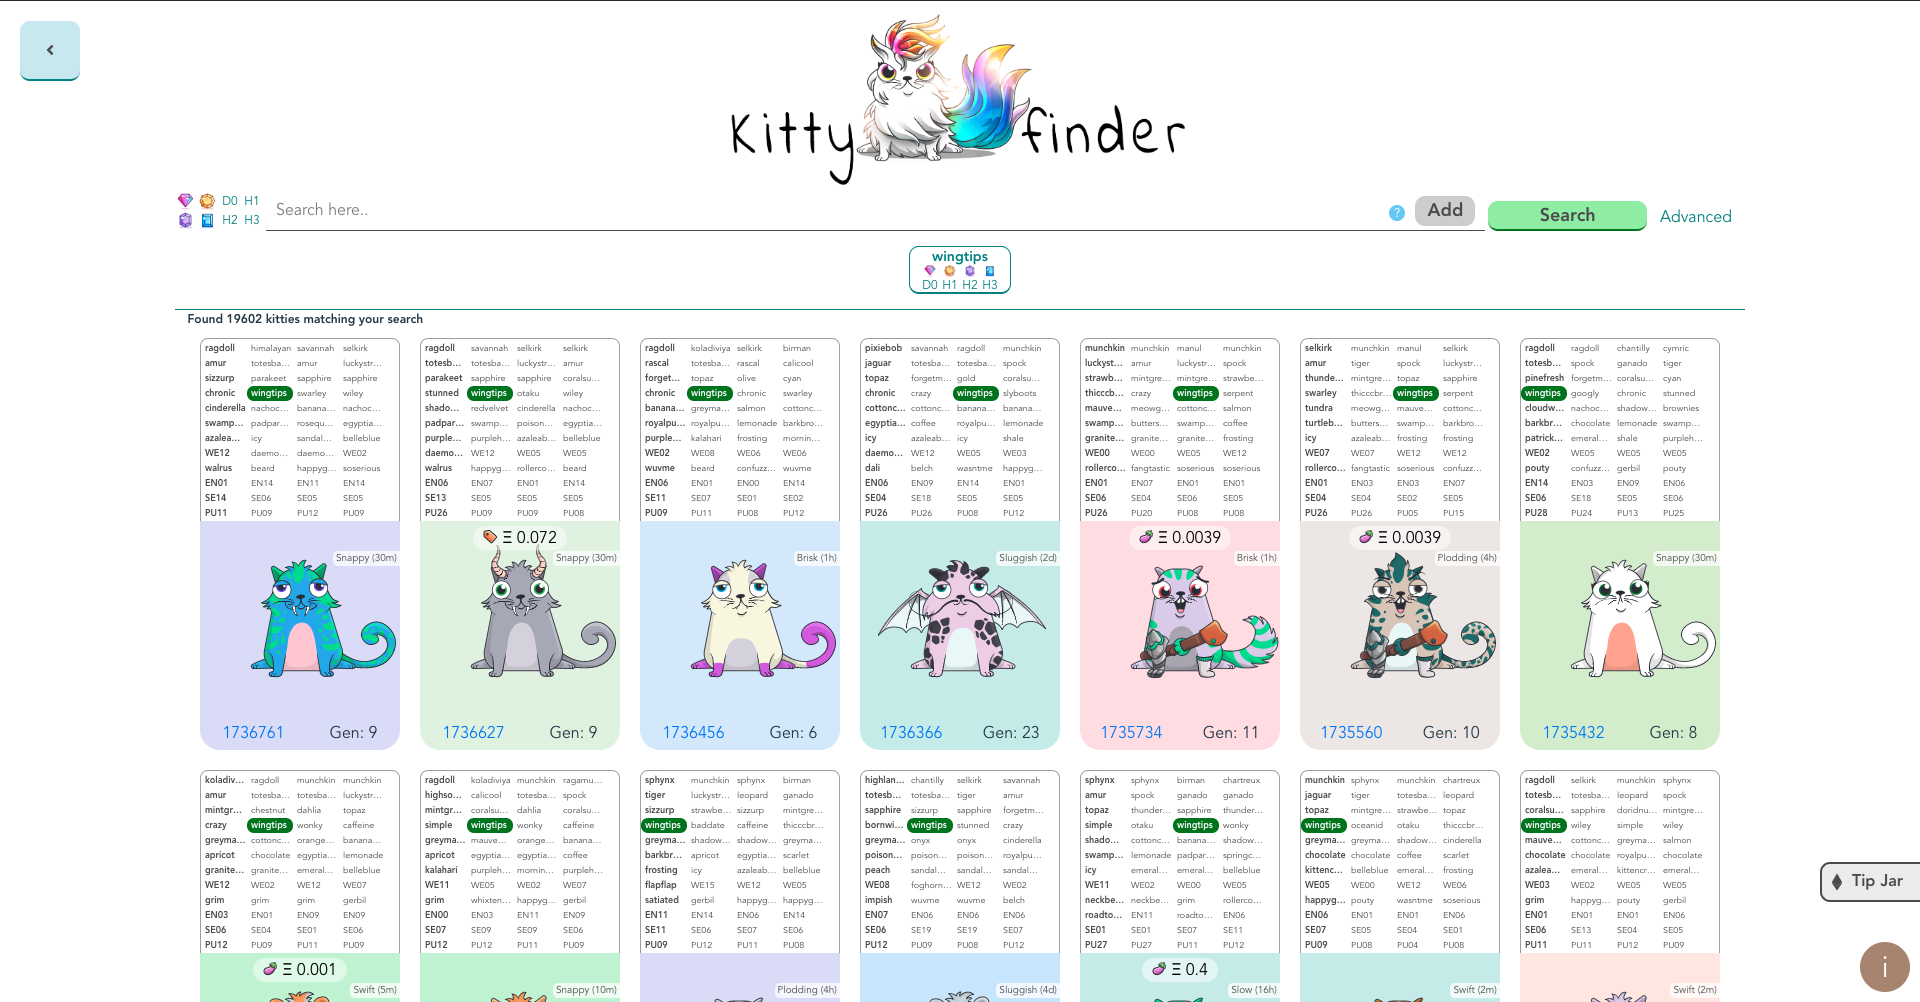 Kitty finder
D0 H1
H2 H3
Search here..
?
Add
Search
Advanced
wingtips
D0 H1 H2 H3
Found 19602 kitties matching your search
ragdoll himalayan savannah selkirk
amur totesba... amur luckystr...
sizzurp parakeet sapphire sapphire
chronic wingtips swarley wiley
cinderella nachoc... banana... nachoc...
swamp... padpar... rosequ... egyptia...
azalea... icy sandal... belleblue
WE12 daemo... daemo... WE02
walrus beard happyg... soserious
EN01 EN14 EN11 EN14
SE14 SE06 SE05 SE05
PU11 PU09 PU12 PU09
Snappy (30m)
1736761 Gen: 9
ragdoll savannah selkirk selkirk
totesb... totesba... luckystr... amur
parakeet sapphire sapphire coralsu...
stunned wingtips otaku wiley
shado... redvelvet cinderella nachoc...
padpar... swamp... poison... egyptia...
purple... purpleh... azaleab... belleblue
daemo... WE12 WE05 WE05
walrus happyg... rollerco... beard
EN06 EN07 EN01 EN14
SE13 SE05 SE05 SE05
PU26 PU09 PU09 PU08
Ξ 0.072
Snappy (30m)
1736627 Gen: 9
ragdoll koladiviya selkirk birman
rascal totesba... rascal calicool
forget... topaz olive cyan
chronic wingtips chronic swarley
banana... greyma... salmon cottonc...
royalpu... royalpu... lemonade barkbro...
purple... kalahari frosting mornin...
WE02 WE08 WE06 WE06
wuvme beard confuzz... wuvme
EN06 EN01 EN00 EN14
SE11 SE07 SE01 SE02
PU09 PU11 PU08 PU12
Brisk (1h)
1736456 Gen: 6
pixiebob savannah ragdoll munchkin
jaguar totesba... totesba... spock
topaz forgetm... gold coralsu...
chronic crazy wingtips slyboots
cottonc... cottonc... banana... banana...
egyptia... coffee royalpu... lemonade
icy azaleab... icy shale
daemo... WE12 WE05 WE03
dali belch wasntme happyg...
EN06 EN09 EN14 EN01
SE04 SE18 SE05 SE05
PU26 PU26 PU08 PU12
Sluggish (2d)
1736366 Gen: 23
munchkin munchkin manul munchkin
luckyst... amur luckystr... spock
strawb... mintgre... mintgre... strawbe...
thicccb... crazy wingtips serpent
mauve... meowg... cottonc... salmon
swamp... butters... swamp... coffee
granite... granite... granite... frosting
WE00 WE00 WE05 WE12
rollerco... fangtastic soserious soserious
EN01 EN07 EN01 EN01
SE06 SE04 SE06 SE05
PU26 PU20 PU08 PU08
Ξ 0.0039
Brisk (1h)
1735734 Gen: 11
selkirk munchkin manul selkirk
amur tiger spock luckystr...
thunde... mintgre... topaz sapphire
swarley thicccbr... wingtips serpent
tundra meowg... mauve... cottonc...
turtleb... butters... swamp... barkbro...
icy azaleab... frosting frosting
WE07 WE07 WE12 WE12
rollerco... fangtastic soserious confuzz...
EN01 EN03 EN03 EN07
SE04 SE04 SE02 SE05
PU26 PU26 PU05 PU15
Ξ 0.0039
Plodding (4h)
1735560 Gen: 10
ragdoll ragdoll chantilly cymric
totesb... spock ganado tiger
pinefresh forgetm... coralsu... cyan
wingtips googly chronic stunned
cloudw... nachoc... shadow... brownies
barkbr... chocolate lemonade swamp...
patrick... emeral... shale purpleh...
WE02 WE05 WE05 WE05
pouty confuzz... gerbil pouty
EN14 EN03 EN09 EN06
SE06 SE18 SE05 SE06
PU28 PU24 PU13 PU25
Snappy (30m)
1735432 Gen: 8
koladiv... ragdoll munchkin munchkin
amur totesba... totesba... luckystr...
mintgr... chestnut dahlia topaz
crazy wingtips wonky caffeine
greyma... cottonc... orange... banana...
apricot chocolate egyptia... lemonade
granite... granite... emeral... belleblue
WE12 WE02 WE12 WE07
grim grim grim gerbil
EN03 EN01 EN09 EN09
SE06 SE04 SE01 SE06
PU12 PU09 PU11 PU09
Ξ 0.001
Swift (5m)
ragdoll koladiviya munchkin ragamu...
highso... calicool totesba... spock
mintgr... coralsu... dahlia coralsu...
simple wingtips wonky caffeine
greyma... mauve... orange... banana...
apricot egyptia... egyptia... coffee
kalahari purpleh... mornin... purpleh...
WE11 WE05 WE02 WE07
grim whixten... happyg... gerbil
EN00 EN03 EN11 EN09
SE07 SE09 SE09 SE06
PU12 PU12 PU11 PU09
Snappy (10m)
sphynx munchkin sphynx birman
tiger luckystr... leopard ganado
sizzurp strawbe... sizzurp mintgre...
wingtips baddate caffeine thicccbr...
greyma... shadow... shadow... greyma...
barkbr... apricot egyptia... scarlet
frosting icy azaleab... belleblue
flapflap WE15 WE12 WE05
satiated gerbil happyg... happyg...
EN11 EN14 EN06 EN14
SE11 SE06 SE07 SE06
PU09 PU12 PU11 PU08
Plodding (4h)
highlan... chantilly selkirk savannah
totesb... totesba... tiger amur
sapphire sizzurp sapphire forgetm...
bornwi... wingtips stunned crazy
greyma... onyx onyx cinderella
poison... poison... poison... royalpu...
peach sandal... sandal... sandal...
WE08 foghorn... WE12 WE02
impish wuvme wuvme belch
EN07 EN06 EN06 EN06
SE06 SE19 SE19 SE07
PU12 PU09 PU08 PU12
Sluggish (4d)
sphynx sphynx birman chartreux
amur spock ganado ganado
topaz thunder... sapphire thunder...
simple otaku wingtips wonky
shado... cottonc... banana... shadow...
swamp... lemonade padpar... springc...
icy emeral... emeral... belleblue
WE11 WE02 WE00 WE05
neckbe... neckbe... grim rollerco...
roadto... EN11 roadto... EN06
SE01 SE01 SE07 SE11
PU27 PU27 PU11 PU12
Ξ 0.4
Slow (16h)
munchkin sphynx munchkin chartreux
jaguar tiger totesba... leopard
topaz mintgre... strawbe... topaz
wingtips oceanid otaku thicccbr...
greyma... greyma... shadow... cinderella
chocolate chocolate coffee scarlet
kittenc... belleblue emeral... frosting
WE05 WE00 WE12 WE06
happyg... pouty wasntme soserious
EN06 EN01 EN01 EN06
SE07 SE05 SE04 SE01
PU09 PU08 PU04 PU08
Swift (2m)
ragdoll selkirk munchkin sphynx
totesb... totesba... leopard spock
coralsu... sapphire doridnu... mintgre...
wingtips wiley simple wiley
mauve... cottonc... greyma... salmon
chocolate chocolate royalpu... chocolate
azalea... emeral... kittencr... emeral...
WE03 WE02 WE05 WE05
grim happyg... pouty gerbil
EN01 EN01 EN01 EN06
SE06 SE13 SE04 SE05
PU11 PU11 PU12 PU09
Swift (2m)
Tip Jar
i